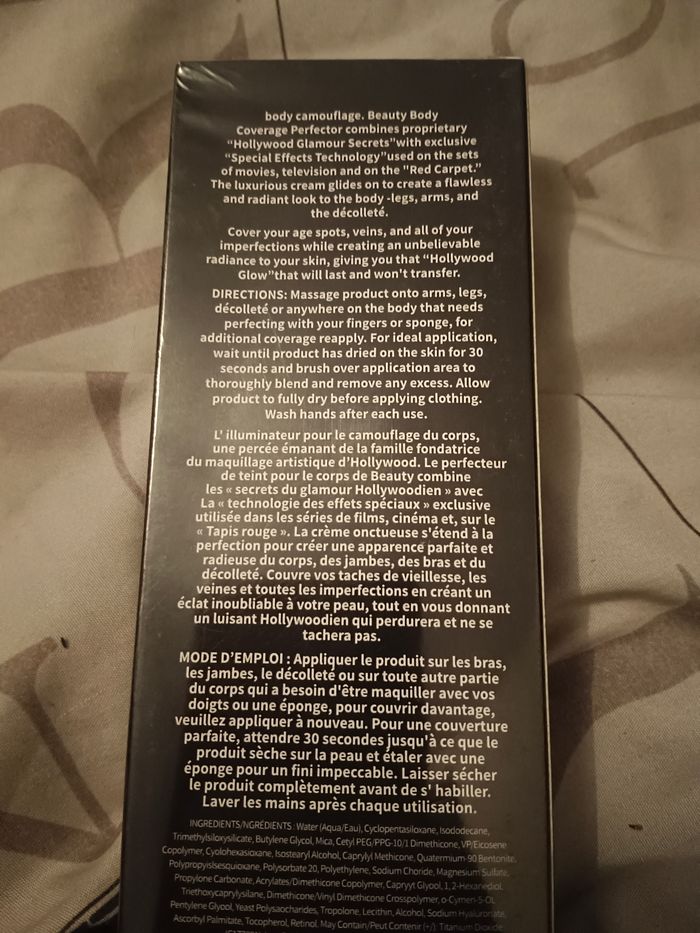 body camouflage. Beauty Body
Coverage Perfector combines proprietary
“Hollywood Glamour Secrets”with exclusive
“Special Effects Technology”used on the sets
of movies, television and on the "Red Carpet.”
The luxurious cream glides on to create a flawless
and radiant look to the body -legs, arms, and
the décolleté.
Cover your age spots, veins, and all of your
imperfections while creating an unbelievable
radiance to your skin, giving you that “Hollywood
Glow”that will last and won't transfer.
DIRECTIONS: Massage product onto arms, legs,
décolleté or anywhere on the body that needs
perfecting with your fingers or sponge, for
additional coverage reapply. For ideal application,
wait until product has dried on the skin for 30
seconds and brush over application area to
thoroughly blend and remove any excess. Allow
product to fully dry before applying clothing.
Wash hands after each use.
L' illuminateur pour le camouflage du corps,
une percée émanant de la famille fondatrice
du maquillage artistique d’Hollywood. Le perfecteur
de teint pour le corps de Beauty combine
les « secrets du glamour Hollywoodien » avec
La « technologie des effets spéciaux » exclusive
utilisée dans les séries de films, cinéma et, sur le
« Tapis rouge ». La crème onctueuse s'étend à la
perfection pour créer une apparence parfaite et
radieuse du corps, des jambes, des bras et du
décolleté. Couvre vos taches de vieillesse, les
veines et toutes les imperfections en créant un
éclat inoubliable à votre peau, tout en vous donnant
un luisant Hollywoodien qui perdurera et ne se
tachera pas.
MODE D’EMPLOI : Appliquer le produit sur les bras,
les jambes, le décolleté ou sur toute autre partie
du corps qui a besoin d'être maquiller avec vos
doigts ou une éponge, pour couvrir davantage,
veuillez appliquer à nouveau. Pour une couverture
parfaite, attendre 30 secondes jusqu'à ce que le
produit sèche sur la peau et étaler avec une
éponge pour un fini impeccable. Laisser sécher
le produit complètement avant de s' habiller.
Laver les mains après chaque utilisation.
INGREDIENTS/NGRÉDIENTS : Water (Aqua/Eau), Cyclopentasiloxane, Isododecane,
Trimethylsiloxysilicate, Butylene Glycol, Mica, Cetyl PEG/PPG-10/1 Dimethicone, VP/Eicosene
Copolymer, Cyolohexasioxane, Isostearyl Alcohol, Caprylyl Methicone, Quatermium-90 Bentonite,
Polypropyislsesquioxane, Polysorbate 20, Polyethylene, Sodium Choride, Magnesium Sulfate,
Propylene Carbonate, Acrylates/Dimethicone Copolymer, Capryyt Glycol, 1, 2-Hexanediol,
Triethoxycaprylysilane, Dimethicone/Vinyl Dimethicone Crosspolymer, o-Cymen-5-OL
Pentylene Glycol, Yeast Polysaocharides, Tropolone, Lecithin, Alcohol, Sodium Hyaluronate,
Ascorbyl Palmitate, Tocopherol, Retinol. May Contain/Peut Contenir (+/): Titanium Dioxide